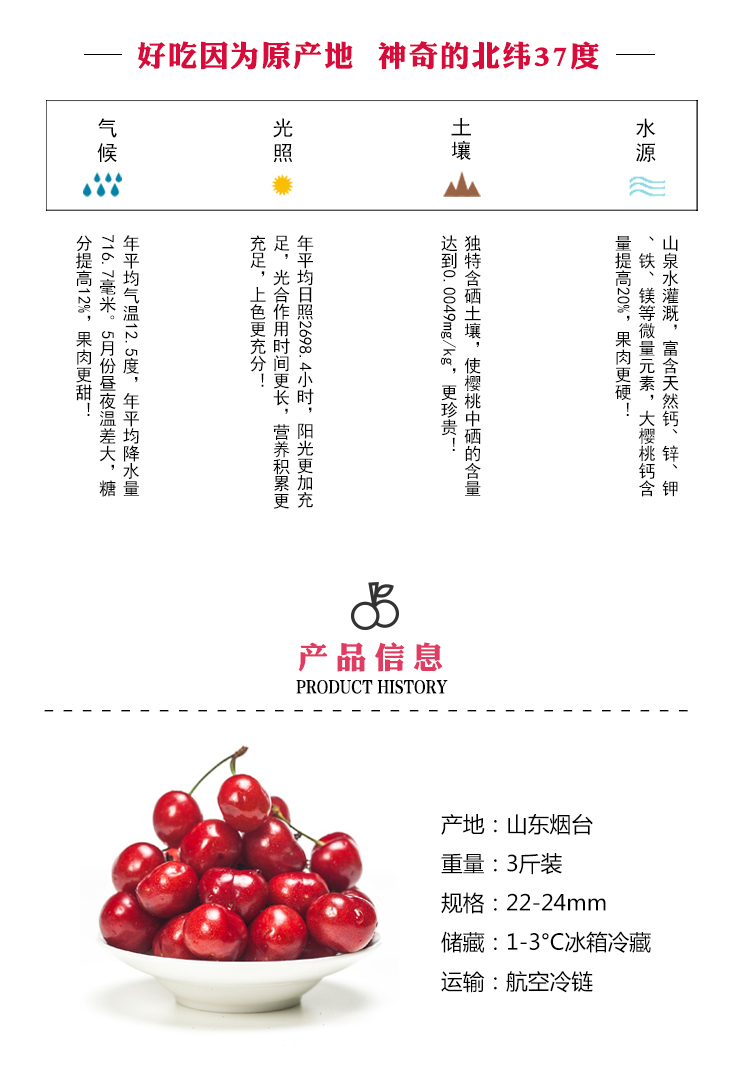 好吃因为原产地 神奇的北纬37度
气候
光照
土壤
水源
年平均气温12.5度，年平均降水量
716.7毫米。5月份昼夜温差大，糖
分提高12%，果肉更甜！
年平均日照2698.4小时，阳光更加充
足，光合作用时间更长，营养积累更
充足，上色更充分！
独特含硒土壤，使樱桃中硒的含量
达到0.0049mg/kg，更珍贵！
山泉水灌溉，富含天然钙、锌、钾
、铁、镁等微量元素，大樱桃钙含
量提高20%，果肉更硬！
产品信息
PRODUCT HISTORY
产地：山东烟台
重量：3斤装
规格：22-24mm
储藏：1-3°C冰箱冷藏
运输：航空冷链